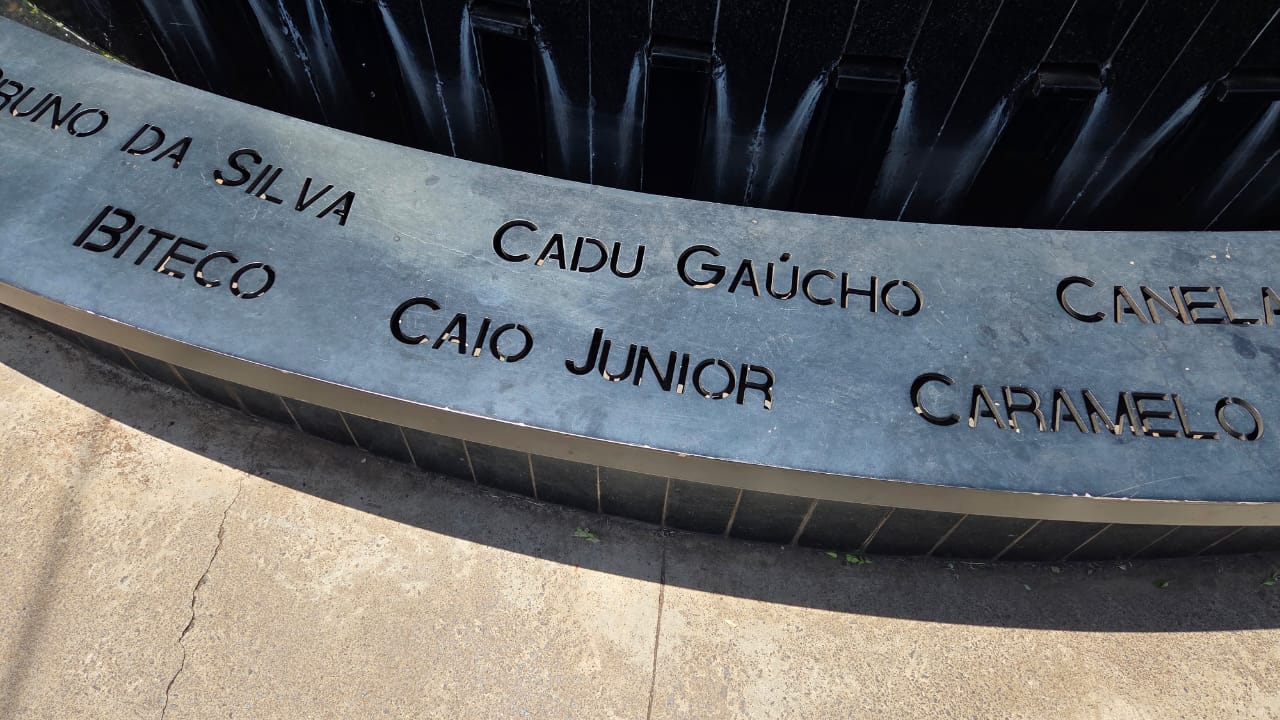 BRUNO DA SILVA
CADU GAÚCHO
CANELA
BITECO
CAIO JUNIOR
CARAMELO